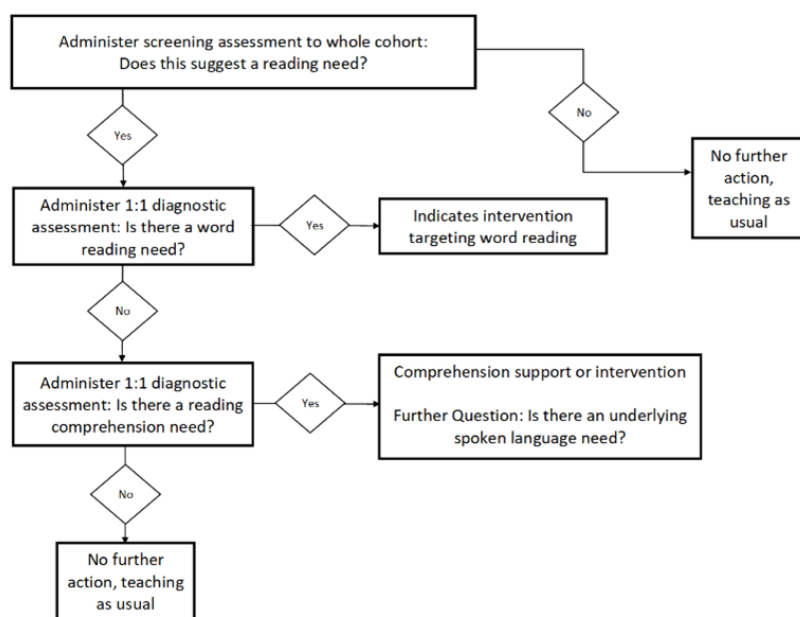 Administer screening assessment to whole cohort:
Does this suggest a reading need?
No
Yes
No further
action,
teaching as
usual
Administer 1:1 diagnostic
assessment: Is there a word
reading need?
Yes
Indicates intervention
targeting word reading
No
Administer 1:1 diagnostic
assessment: Is there a reading
comprehension need?
Yes
Comprehension support or intervention
Further Question: Is there an underlying
spoken language need?
No
No further
action, teaching
as usual